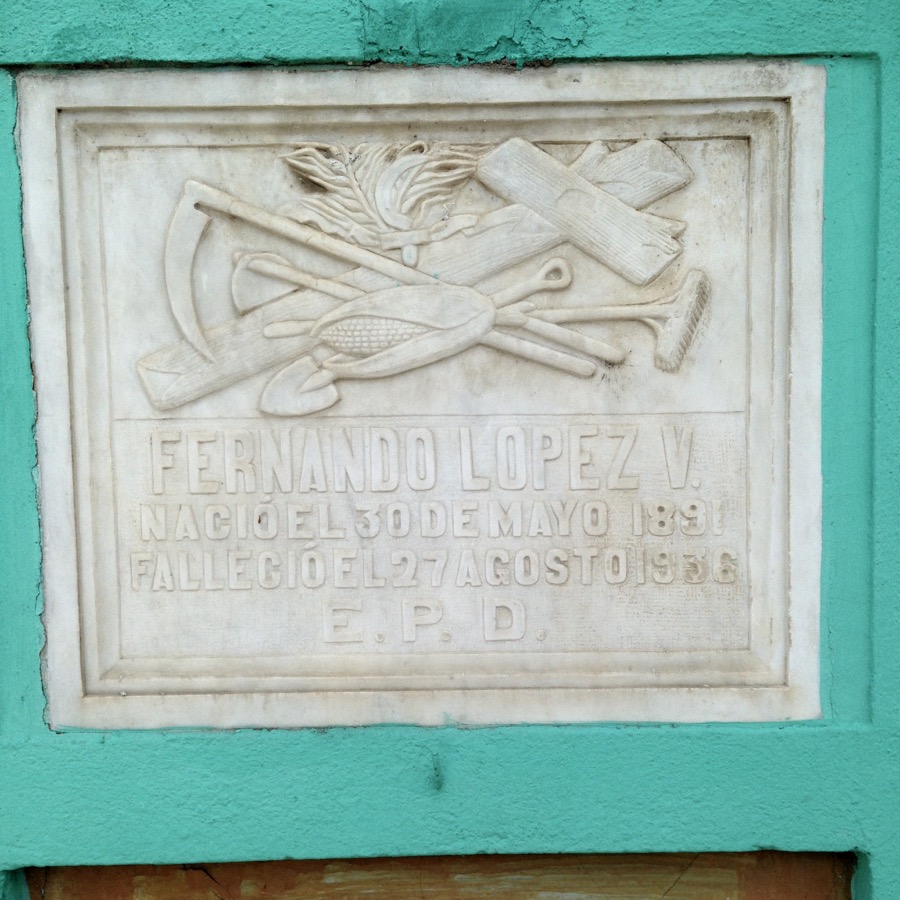 FERNANDO LOPEZ V.
NACIÓ EL 30 DE MAYO 1891
FALLECIÓ EL 27 AGOSTO 1936
E. P. D.